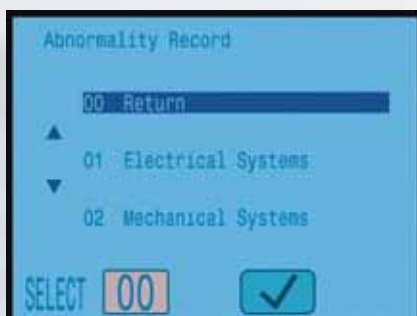 Abnormality Record
00 Return
01 Electrical Systems
02 Mechanical Systems
SELECT 00